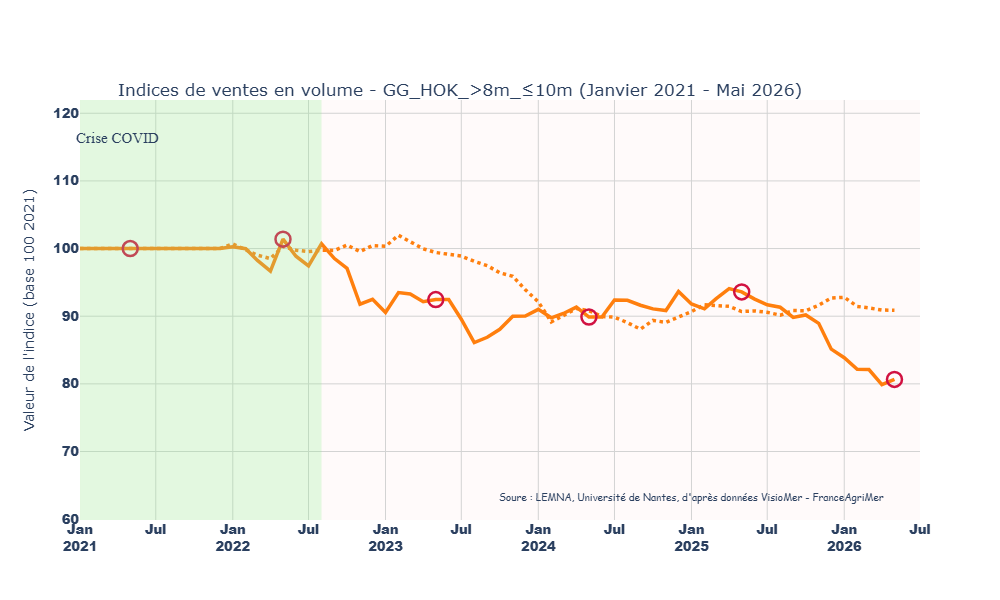 Indices de ventes en volume - GG_HOK_>8m_≤10m (Janvier 2021 - Mai 2026)
120
Crise COVID
110
100
90
80
70
60
Valeur de l'indice (base 100 2021)
Soure : LEMNA, Université de Nantes, d'après données VisioMer - FranceAgriMer
Jan Jul Jan Jul Jan Jul Jan Jul Jan Jul Jan Jul
2021 2022 2023 2024 2025 2026